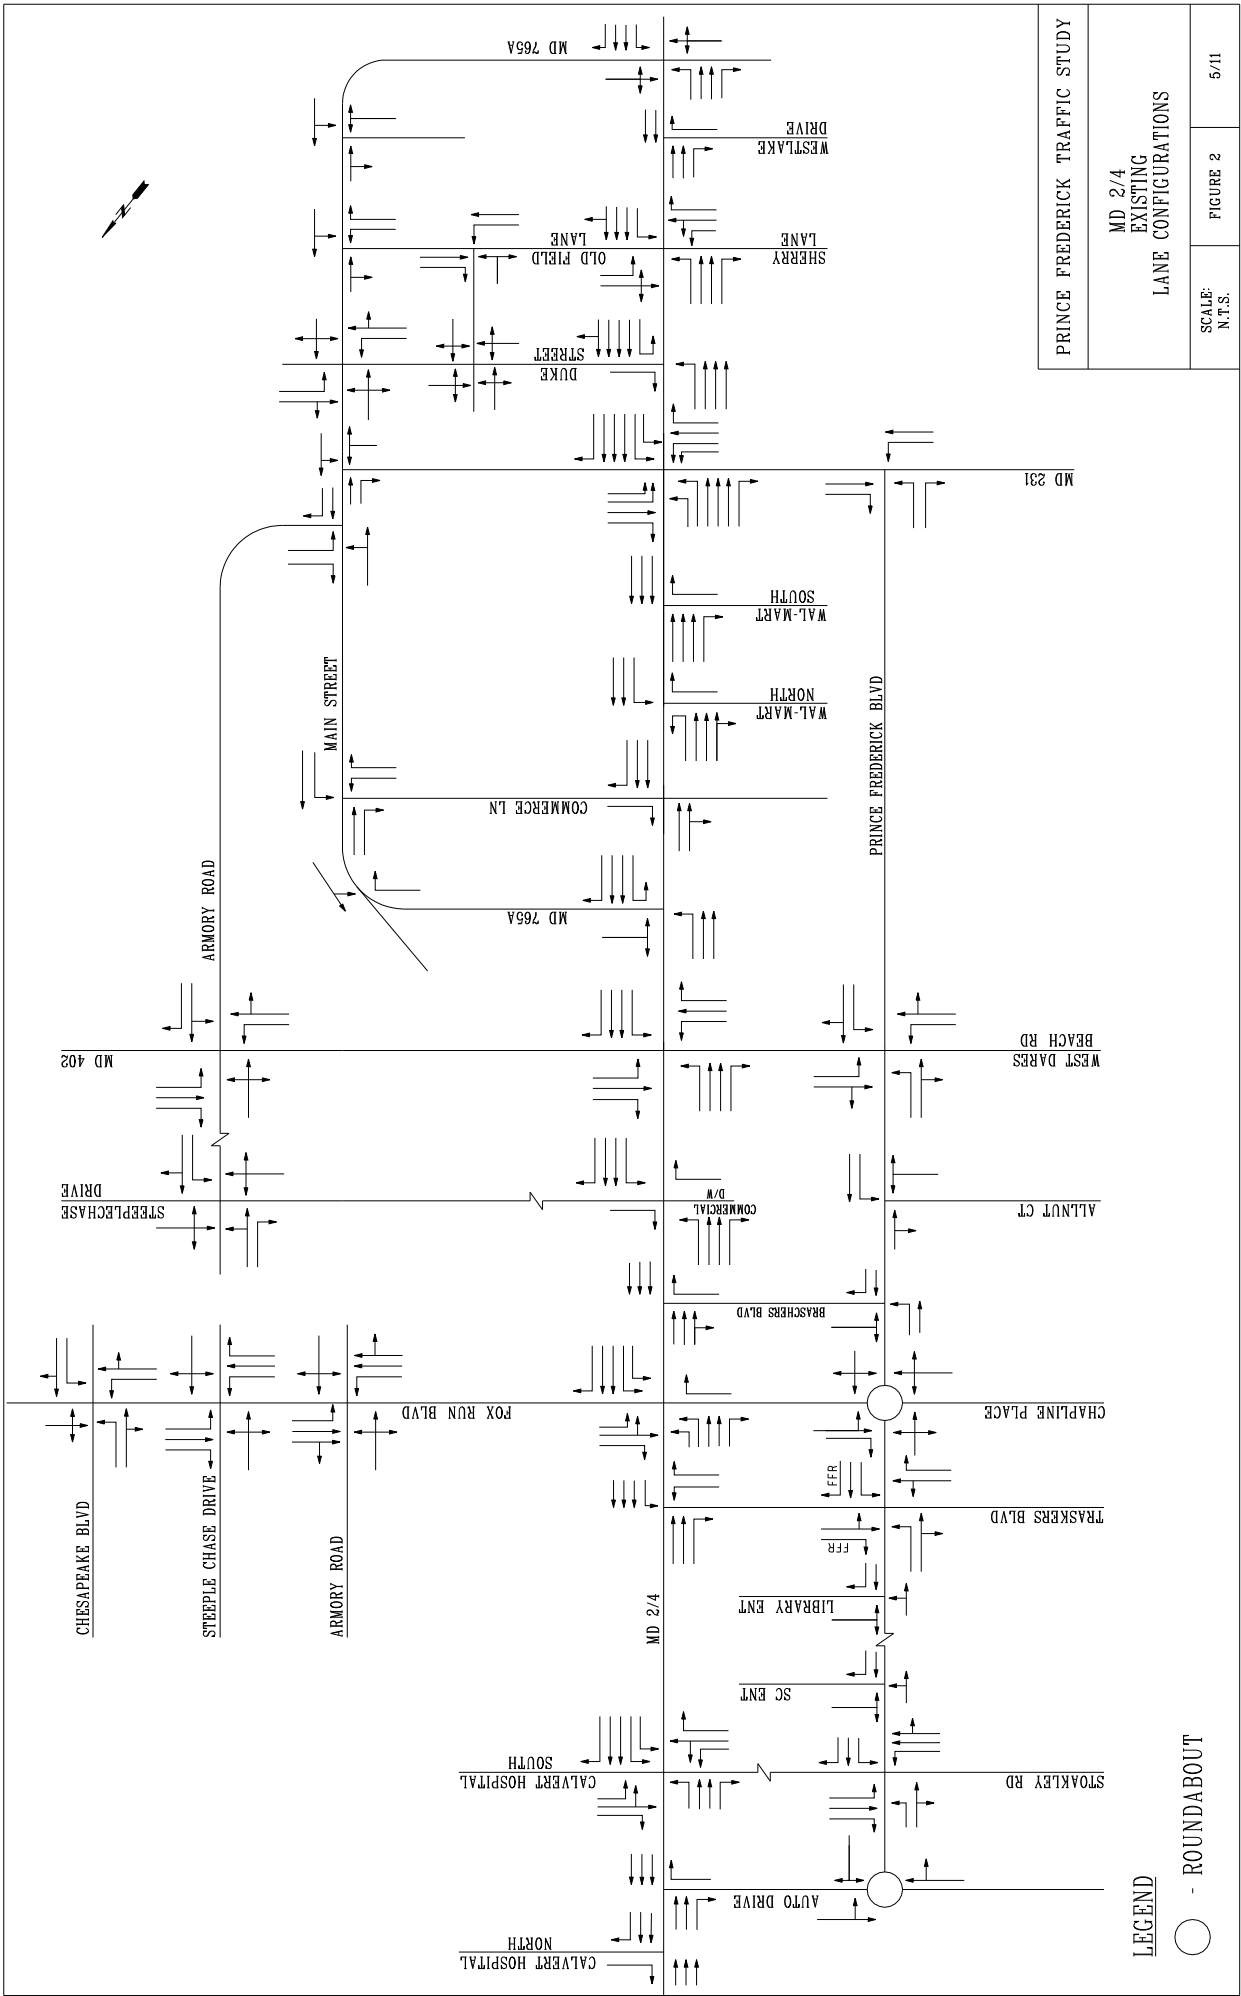 PRINCE FREDERICK TRAFFIC STUDY
MD 2/4
EXISTING
LANE CONFIGURATIONS
SCALE:
N.T.S.
FIGURE 2
5/11
MD 765A
WESTLAKE
DRIVE
OLD FIELD
LANE
SHERRY
LANE
DUKE
STREET
MD 231
WAL-MART
SOUTH
WAL-MART
NORTH
MAIN STREET
PRINCE FREDERICK BLVD
COMMERCE LN
ARMORY ROAD
MD 765A
MD 402
WEST DARES
BEACH RD
STEEPLECHASE
DRIVE
COMMERCIAL
D/W
ALLNUT CT
BRASCHERS BLVD
FOX RUN BLVD
CHAPLINE PLACE
FFR
FFR
TRASKERS BLVD
CHESAPEAKE BLVD
STEEPLE CHASE DRIVE
ARMORY ROAD
MD 2/4
LIBRARY ENT
SC ENT
CALVERT HOSPITAL
SOUTH
STOAKLEY RD
AUTO DRIVE
CALVERT HOSPITAL
NORTH
LEGEND
- ROUNDABOUT